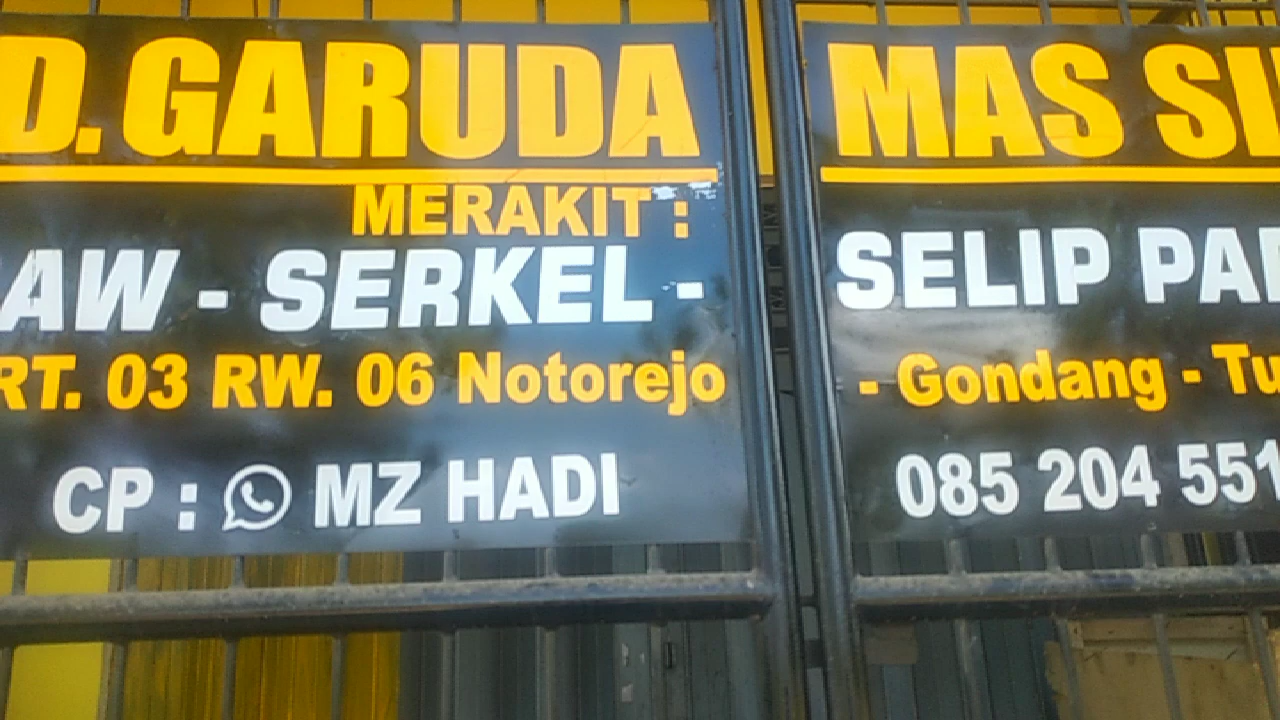 D. GARUDA MAS SI
MERAKIT :
AW - SERKEL - SELIP PA
RT. 03 RW. 06 Notorejo - Gondang - Tu
CP : MZ HADI 085 204 551